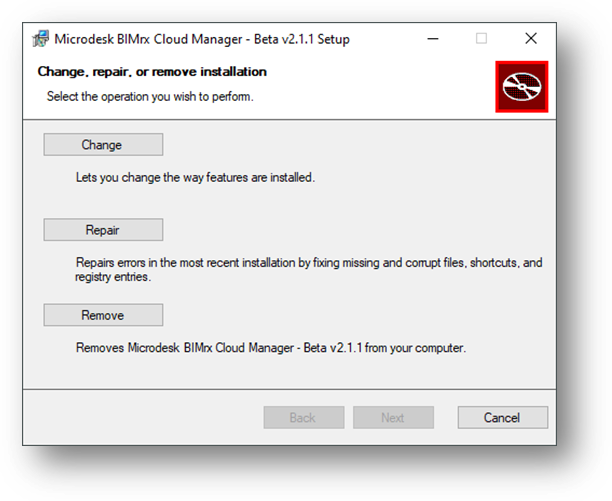 Microdesk BIMrx Cloud Manager - Beta v2.1.1 Setup
Change, repair, or remove installation
Select the operation you wish to perform.
Change
Lets you change the way features are installed.
Repair
Repairs errors in the most recent installation by fixing missing and corrupt files, shortcuts, and
registry entries.
Remove
Removes Microdesk BIMrx Cloud Manager - Beta v2.1.1 from your computer.
Back Next Cancel